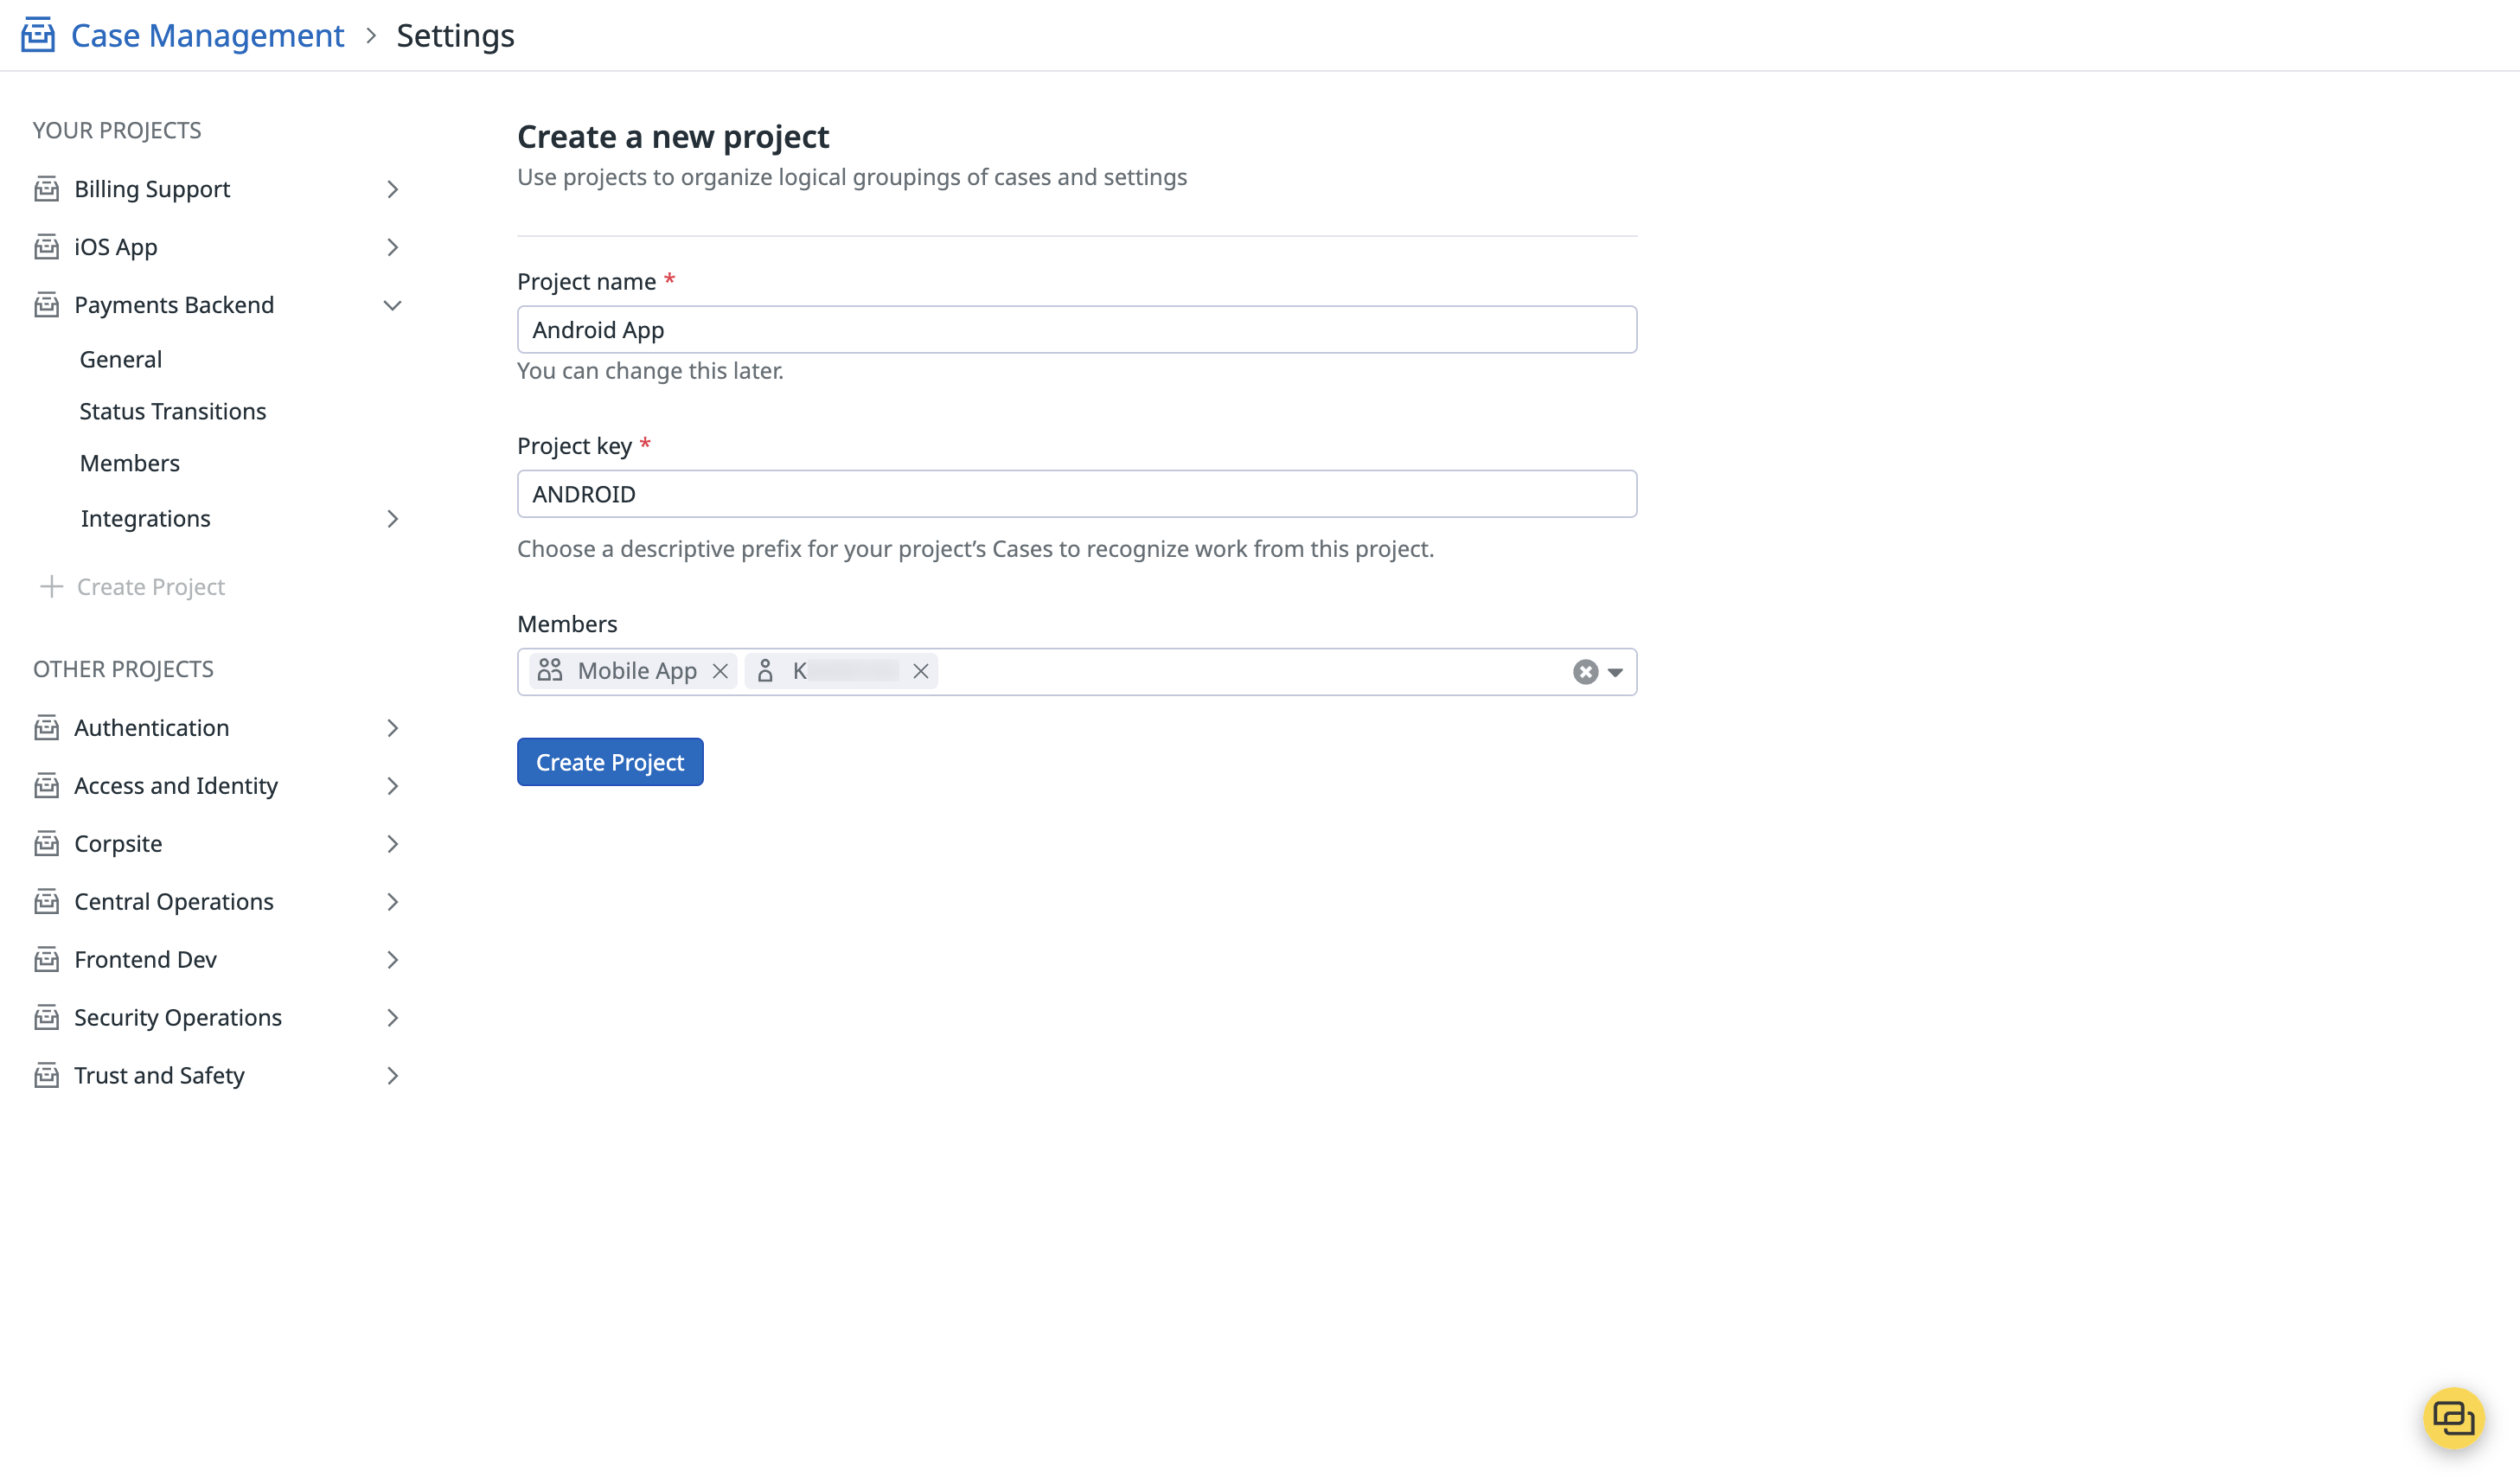 Case Management > Settings
YOUR PROJECTS
Billing Support
iOS App
Payments Backend
General
Status Transitions
Members
Integrations
Create Project
OTHER PROJECTS
Authentication
Access and Identity
Corpsite
Central Operations
Frontend Dev
Security Operations
Trust and Safety
Create a new project
Use projects to organize logical groupings of cases and settings
Project name *
Android App
You can change this later.
Project key *
ANDROID
Choose a descriptive prefix for your project’s Cases to recognize work from this project.
Members
Mobile App K
Create Project